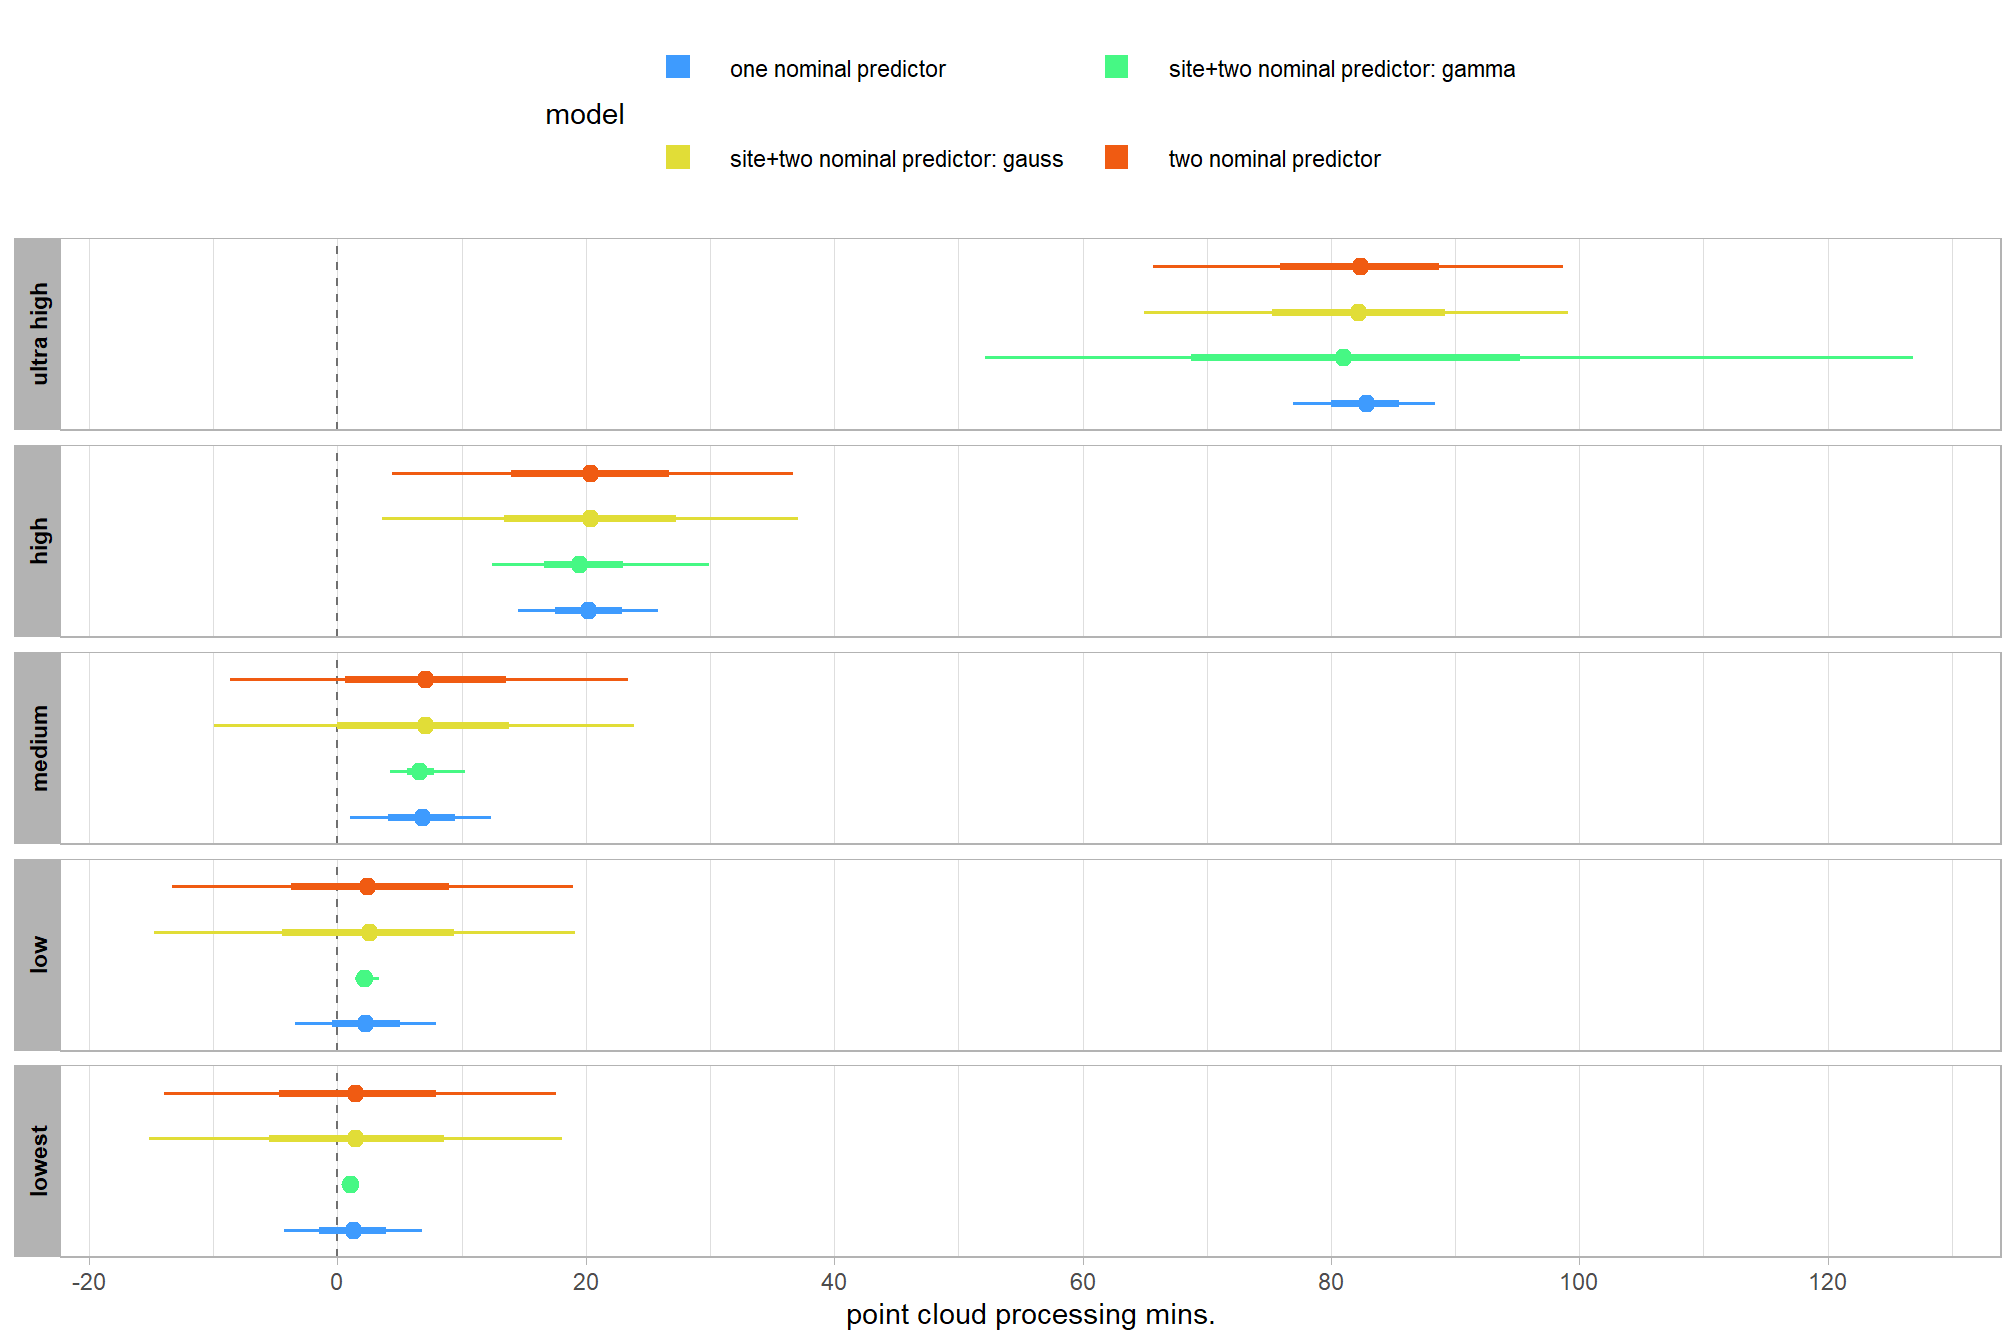 one nominal predictor
site+two nominal predictor: gamma
model
site+two nominal predictor: gauss
two nominal predictor
ultra high
high
medium
low
lowest
-20 0 20 40 60 80 100 120
point cloud processing mins.